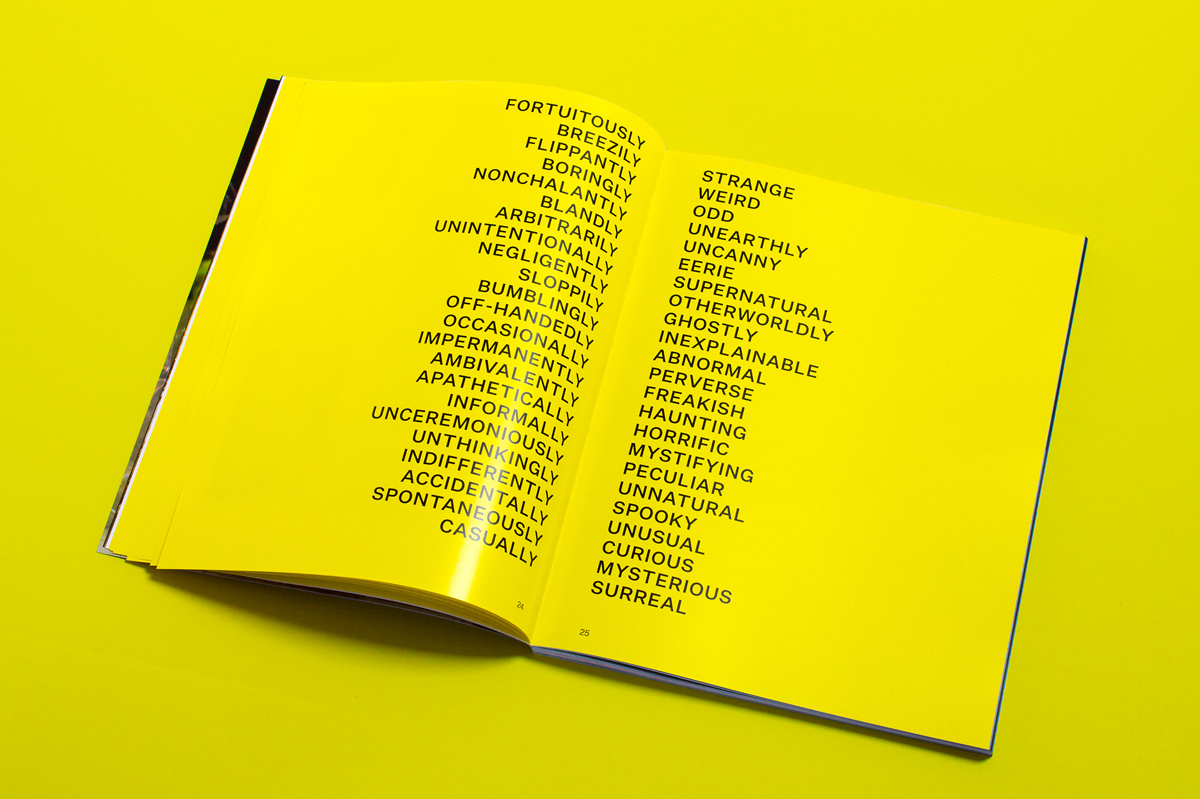 FORTUITOUSLY
BREEZILY
FLIPPANTLY
BORINGLY
NONCHALANTLY
BLANDLY
ARBITRARILY
UNINTENTIONALLY
NEGLIGENTLY
SLOPPILY
BUMBLINGLY
OFF-HANDEDLY
OCCASIONALLY
IMPERMANENTLY
AMBIVALENTLY
APATHETICALLY
INFORMALLY
UNCEREMONIOUSLY
UNTHINKINGLY
INDIFFERENTLY
ACCIDENTALLY
SPONTANEOUSLY
CASUALLY
24
STRANGE
WEIRD
ODD
UNEARTHLY
UNCANNY
EERIE
SUPERNATURAL
OTHERWORLDLY
GHOSTLY
INEXPLAINABLE
ABNORMAL
PERVERSE
FREAKISH
HAUNTING
HORRIFIC
MYSTIFYING
PECULIAR
UNNATURAL
SPOOKY
UNUSUAL
CURIOUS
MYSTERIOUS
SURREAL
25